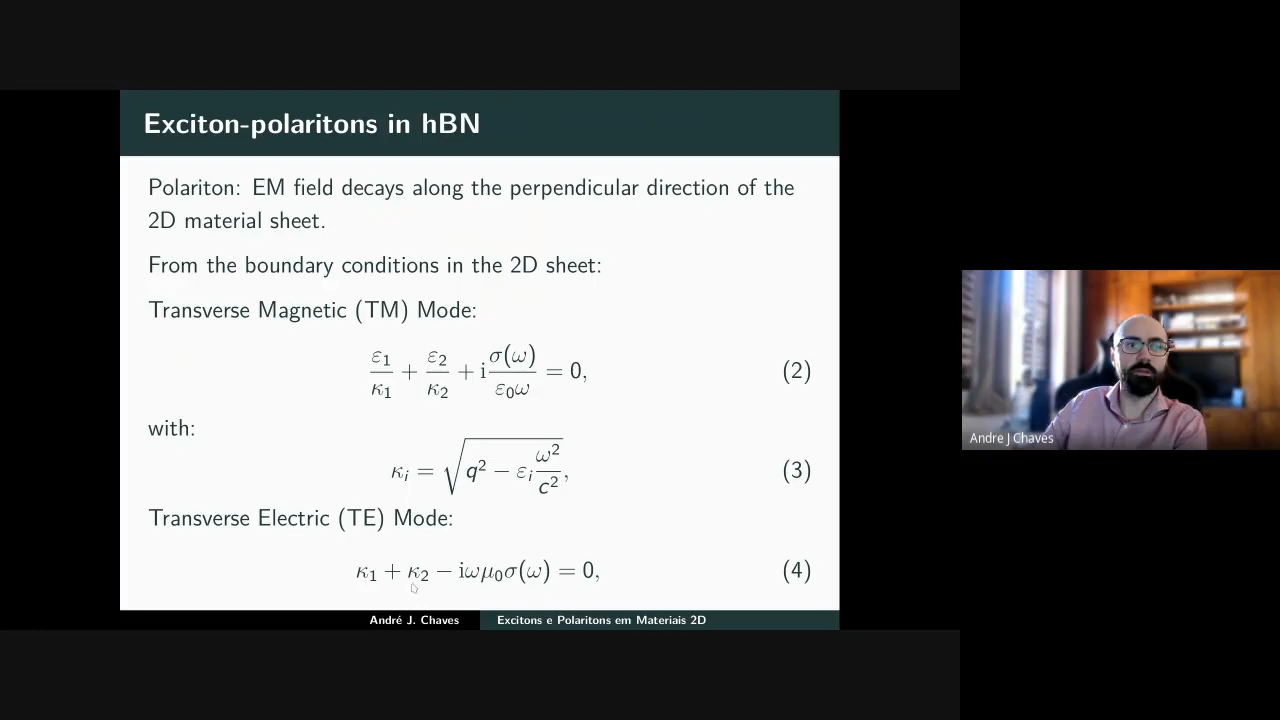 Exciton-polaritons in hBN
Polariton: EM field decays along the perpendicular direction of the
2D material sheet.
From the boundary conditions in the 2D sheet:
Transverse Magnetic (TM) Mode:
ε₁/κ₁ + ε₂/κ₂ + i σ(ω)/ε₀ω = 0, (2)
with:
κᵢ = √(q² − εᵢ ω²/c²), (3)
Transverse Electric (TE) Mode:
κ₁ + κ₂ − iωμ₀σ(ω) = 0, (4)
André J. Chaves Excitons e Polaritons em Materiais 2D
Andre J Chaves